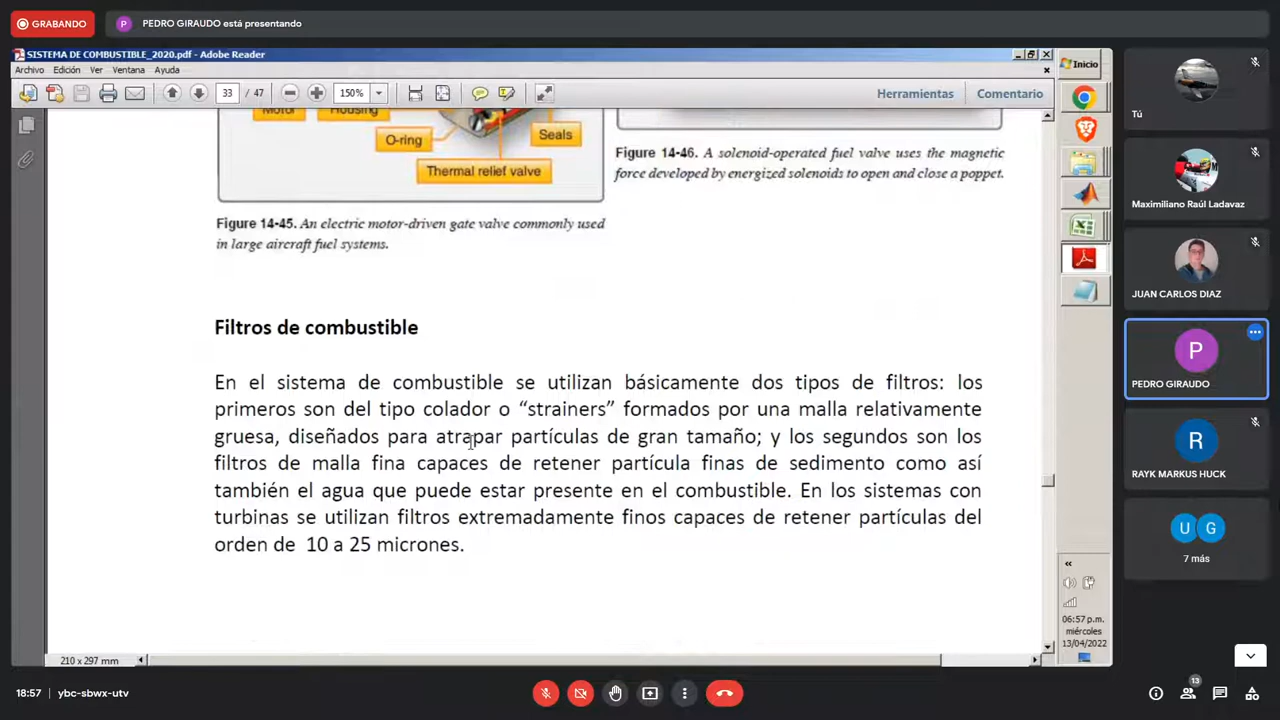 GRABANDO
P
PEDRO GIRAUDO está presentando
SISTEMA DE COMBUSTIBLE_2020.pdf - Adobe Reader
Archivo Edición Ver Ventana Ayuda
33 / 47
150%
Herramientas
Comentario
Motor
Housing
O-ring
Seals
Thermal relief valve
Figure 14-45. An electric motor-driven gate valve commonly used
in large aircraft fuel systems.
Figure 14-46. A solenoid-operated fuel valve uses the magnetic
force developed by energized solenoids to open and close a poppet.
Filtros de combustible
En el sistema de combustible se utilizan básicamente dos tipos de filtros: los
primeros son del tipo colador o “strainers” formados por una malla relativamente
gruesa, diseñados para atrapar partículas de gran tamaño; y los segundos son los
filtros de malla fina capaces de retener partícula finas de sedimento como así
también el agua que puede estar presente en el combustible. En los sistemas con
turbinas se utilizan filtros extremadamente finos capaces de retener partículas del
orden de 10 a 25 micrones.
210 x 297 mm
Inicio
«
06:57 p.m.
miércoles
13/04/2022
Tú
Maximiliano Raúl Ladavaz
JUAN CARLOS DIAZ
P
PEDRO GIRAUDO
R
RAYK MARKUS HUCK
U G
7 más
18:57
ybc-sbwx-utv
13